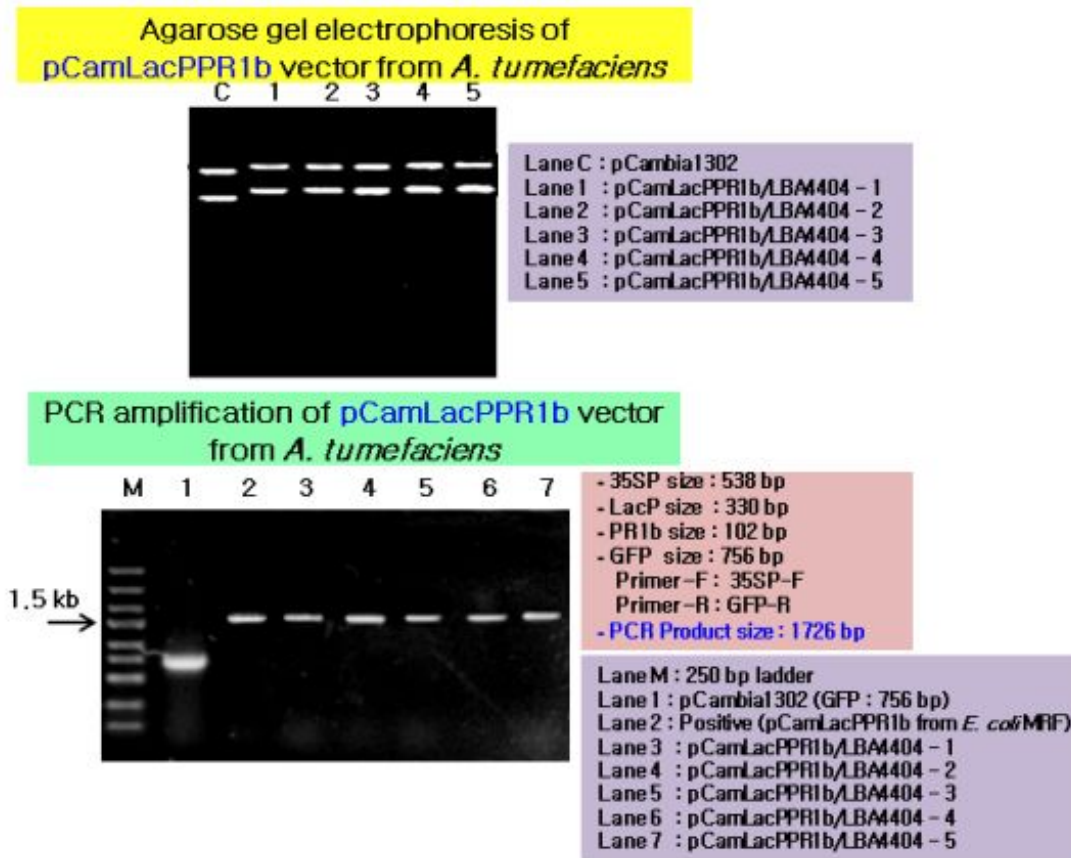 Agarose gel electrophoresis of
pCamLacPPR1b vector from A. tumefaciens
C 1 2 3 4 5
Lane C : pCambia1302
Lane 1 : pCamLacPPR1b/LBA4404 - 1
Lane 2 : pCamLacPPR1b/LBA4404 - 2
Lane 3 : pCamLacPPR1b/LBA4404 - 3
Lane 4 : pCamLacPPR1b/LBA4404 - 4
Lane 5 : pCamLacPPR1b/LBA4404 - 5
PCR amplification of pCamLacPPR1b vector
from A. tumefaciens
M 1 2 3 4 5 6 7
1.5 kb
- 35SP size : 538 bp
- LacP size : 330 bp
- PR1b size : 102 bp
- GFP size : 756 bp
Primer-F : 35SP-F
Primer-R : GFP-R
- PCR Product size : 1726 bp
Lane M : 250 bp ladder
Lane 1 : pCambia1302 (GFP : 756 bp)
Lane 2 : Positive (pCamLacPPR1b from E. coli MRF)
Lane 3 : pCamLacPPR1b/LBA4404 - 1
Lane 4 : pCamLacPPR1b/LBA4404 - 2
Lane 5 : pCamLacPPR1b/LBA4404 - 3
Lane 6 : pCamLacPPR1b/LBA4404 - 4
Lane 7 : pCamLacPPR1b/LBA4404 - 5